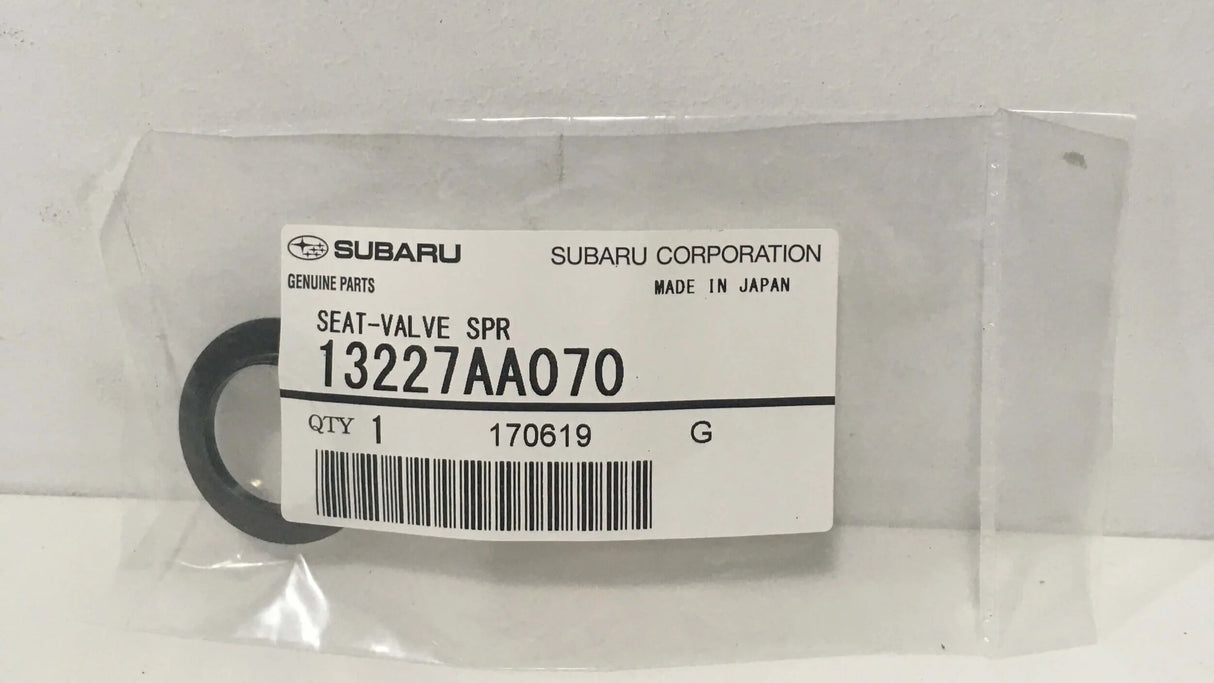 SUBARU SUBARU CORPORATION
GENUINE PARTS MADE IN JAPAN
SEAT-VALVE SPR
13227AA070
QTY 1 170619 G